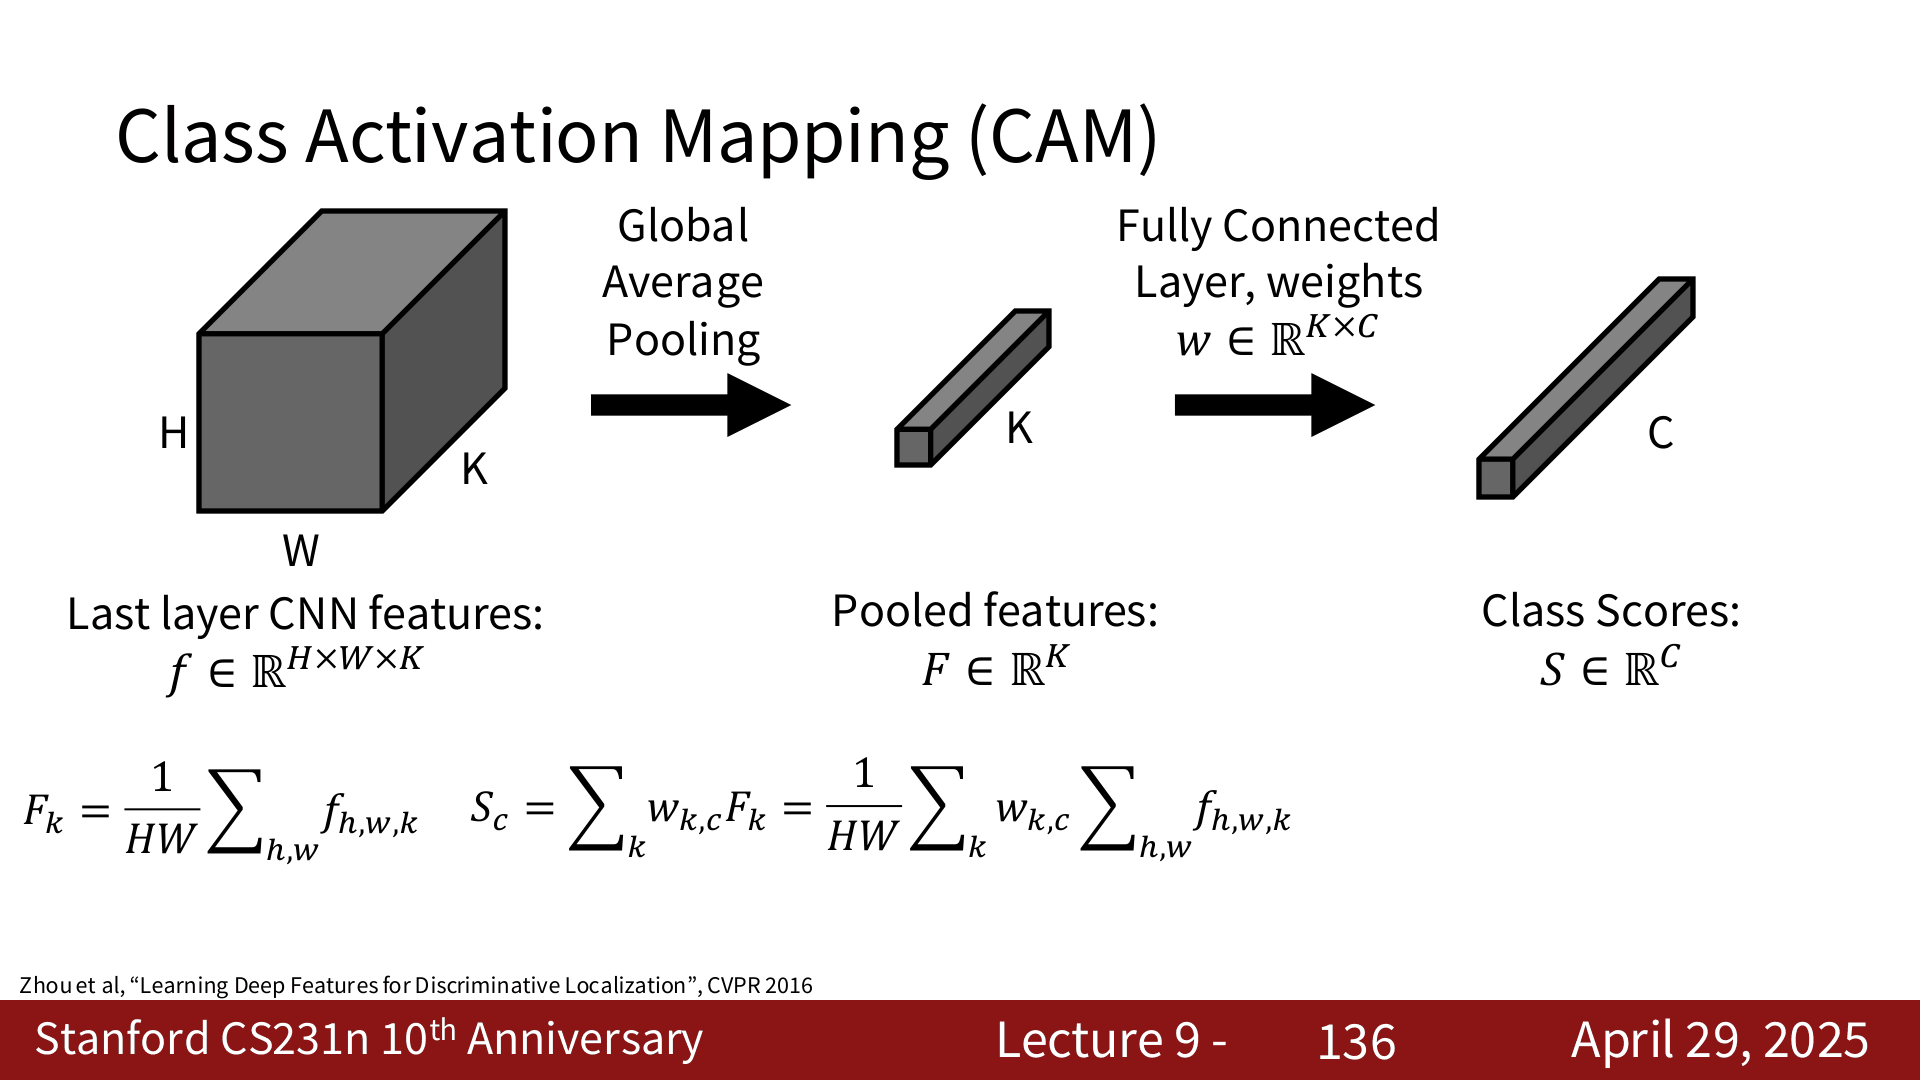 Class Activation Mapping (CAM)
Global
Average
Pooling
Fully Connected
Layer, weights
w ∈ ℝ^{K×C}
H
W
K
K
C
Last layer CNN features:
f ∈ ℝ^{H×W×K}
Pooled features:
F ∈ ℝ^K
Class Scores:
S ∈ ℝ^C
F_k = \frac{1}{HW} ∑_{h,w} f_{h,w,k}
S_c = ∑_k w_{k,c} F_k = \frac{1}{HW} ∑_k w_{k,c} ∑_{h,w} f_{h,w,k}
Zhou et al, “Learning Deep Features for Discriminative Localization”, CVPR 2016
Stanford CS231n 10th Anniversary
Lecture 9 - 136
April 29, 2025